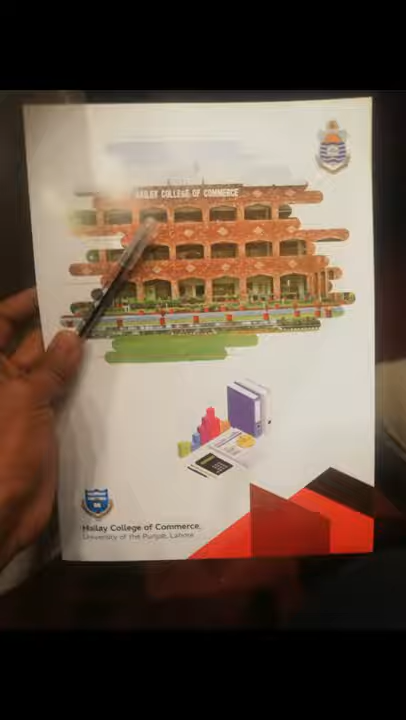 HAILEY COLLEGE OF COMMERCE
Hailey College of Commerce,
University of the Punjab, Lahore